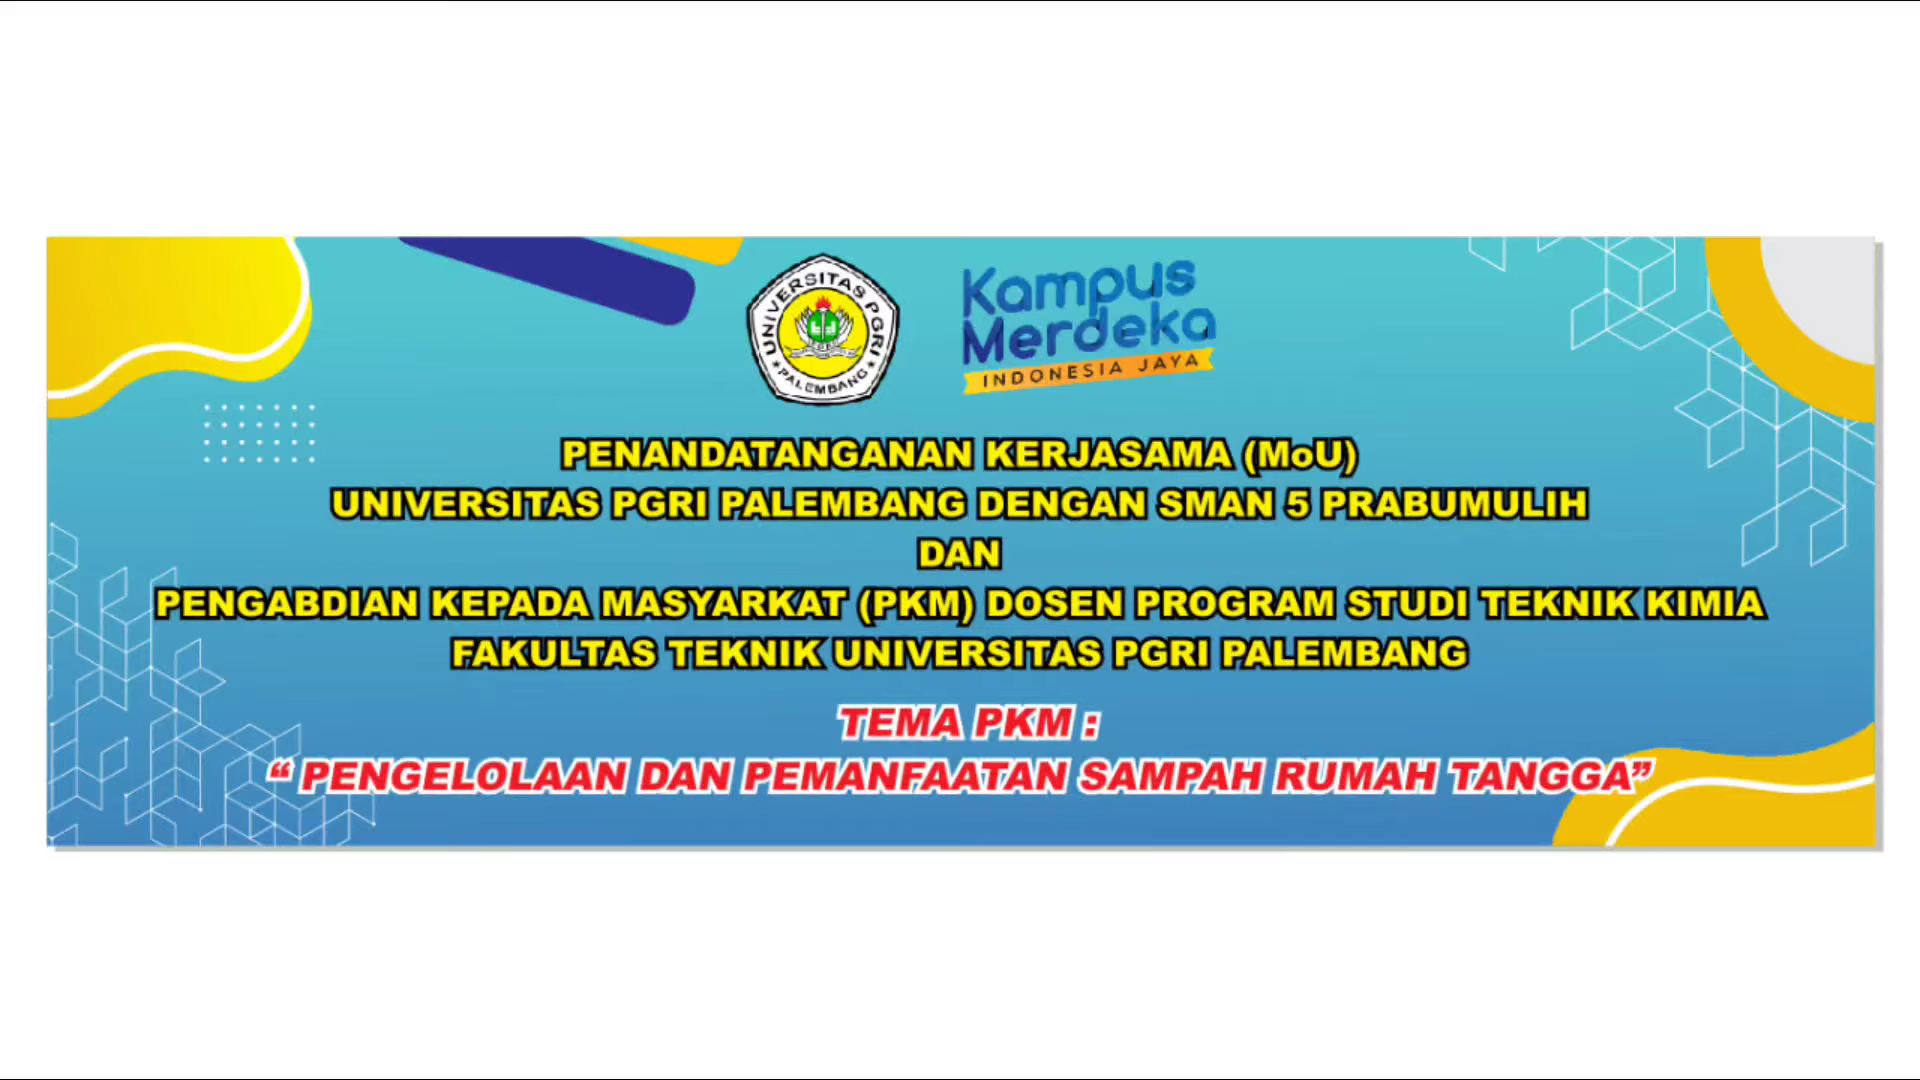 UNIVERSITAS PGRI
PALEMBANG
Kampus
Merdeka
INDONESIA JAYA
PENANDATANGANAN KERJASAMA (MoU)
UNIVERSITAS PGRI PALEMBANG DENGAN SMAN 5 PRABUMULIH
DAN
PENGABDIAN KEPADA MASYARKAT (PKM) DOSEN PROGRAM STUDI TEKNIK KIMIA
FAKULTAS TEKNIK UNIVERSITAS PGRI PALEMBANG
TEMA PKM :
“ PENGELOLAAN DAN PEMANFAATAN SAMPAH RUMAH TANGGA”